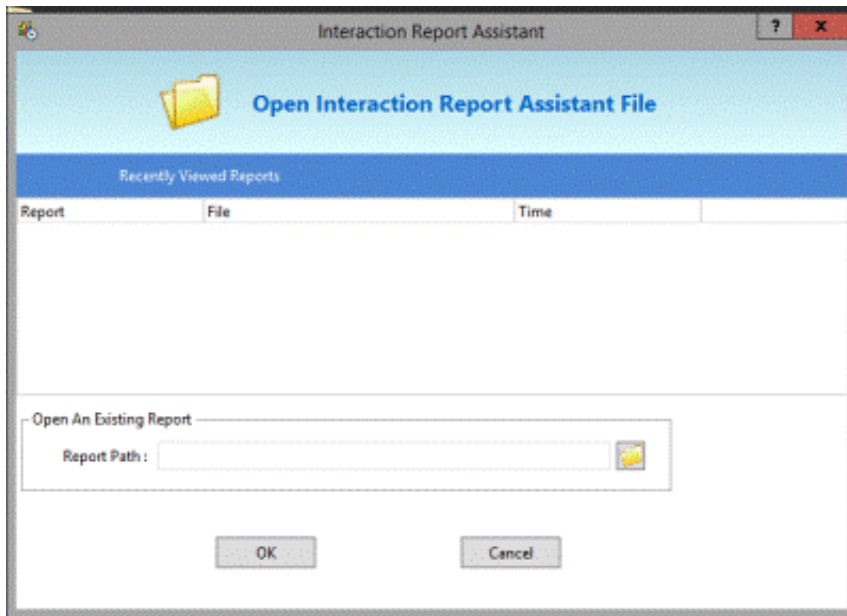 Interaction Report Assistant
? x
Open Interaction Report Assistant File
Recently Viewed Reports
Report File Time
Open An Existing Report
Report Path :
OK Cancel